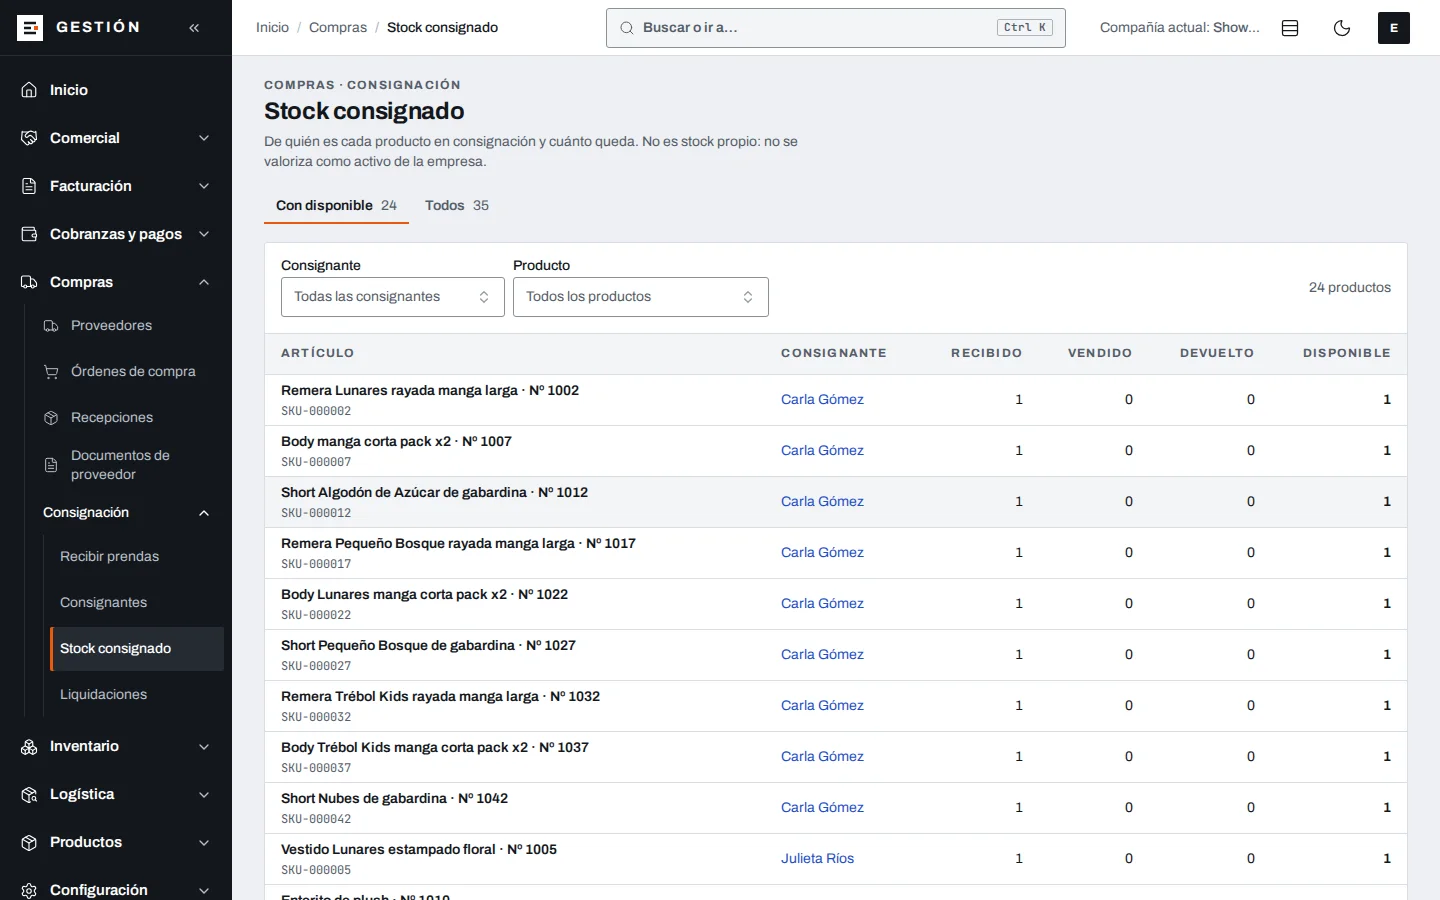 GESTIÓN
Inicio / Compras / Stock consignado
Buscar o ir a...
Ctrl K
Compañía actual: Show...
E
Inicio
Comercial
Facturación
Cobranzas y pagos
Compras
Proveedores
Órdenes de compra
Recepciones
Documentos de
proveedor
Consignación
Recibir prendas
Consignantes
Stock consignado
Liquidaciones
Inventario
Logística
Productos
Configuración
COMPRAS · CONSIGNACIÓN
Stock consignado
De quién es cada producto en consignación y cuánto queda. No es stock propio: no se
valoriza como activo de la empresa.
Con disponible 24
Todos 35
Consignante
Todas las consignantes
Producto
Todos los productos
24 productos
ARTÍCULO CONSIGNANTE RECIBIDO VENDIDO DEVUELTO DISPONIBLE
Remera Lunares rayada manga larga · Nº 1002
SKU-000002
Carla Gómez 1 0 0 1
Body manga corta pack x2 · Nº 1007
SKU-000007
Carla Gómez 1 0 0 1
Short Algodón de Azúcar de gabardina · Nº 1012
SKU-000012
Carla Gómez 1 0 0 1
Remera Pequeño Bosque rayada manga larga · Nº 1017
SKU-000017
Carla Gómez 1 0 0 1
Body Lunares manga corta pack x2 · Nº 1022
SKU-000022
Carla Gómez 1 0 0 1
Short Pequeño Bosque de gabardina · Nº 1027
SKU-000027
Carla Gómez 1 0 0 1
Remera Trébol Kids rayada manga larga · Nº 1032
SKU-000032
Carla Gómez 1 0 0 1
Body Trébol Kids manga corta pack x2 · Nº 1037
SKU-000037
Carla Gómez 1 0 0 1
Short Nubes de gabardina · Nº 1042
SKU-000042
Carla Gómez 1 0 0 1
Vestido Lunares estampado floral · Nº 1005
SKU-000005
Julieta Ríos 1 0 0 1
Enterito de plush · Nº 1010